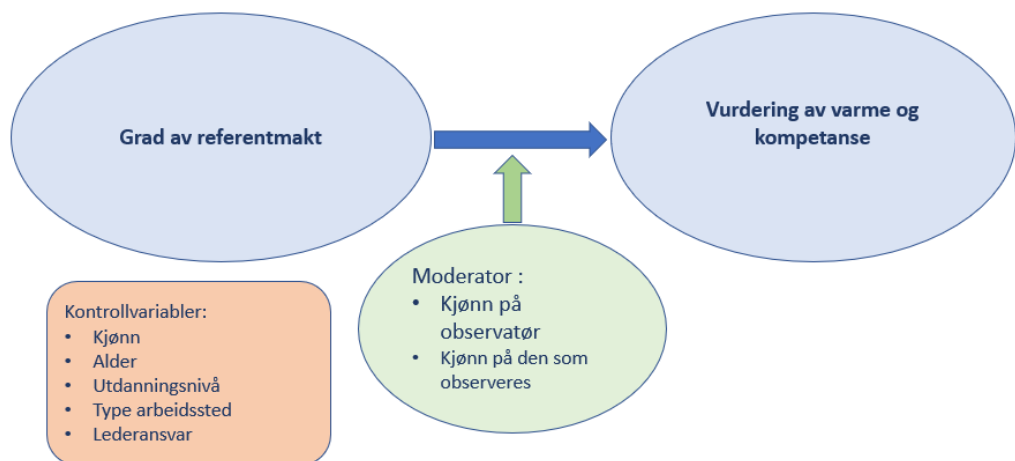 Grad av referentmakt
Vurdering av varme og
kompetanse
Moderator :
• Kjønn på
observatør
• Kjønn på den som
observeres
Kontrollvariabler:
• Kjønn
• Alder
• Utdanningsnivå
• Type arbeidssted
• Lederansvar